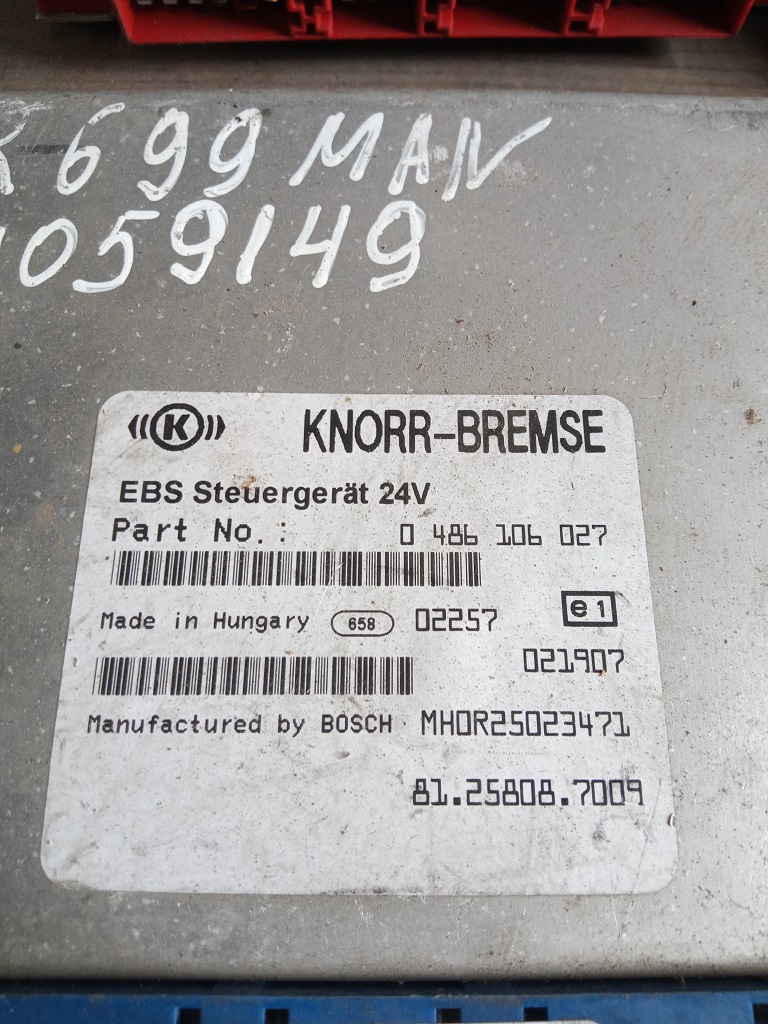 699 MAN
059149
K KNORR-BREMSE
EBS Steuergerät 24V
Part No.: 0 486 106 027
Made in Hungary 658 02257 e1
021907
Manufactured by BOSCH MH0R25023471
81.25808.7009